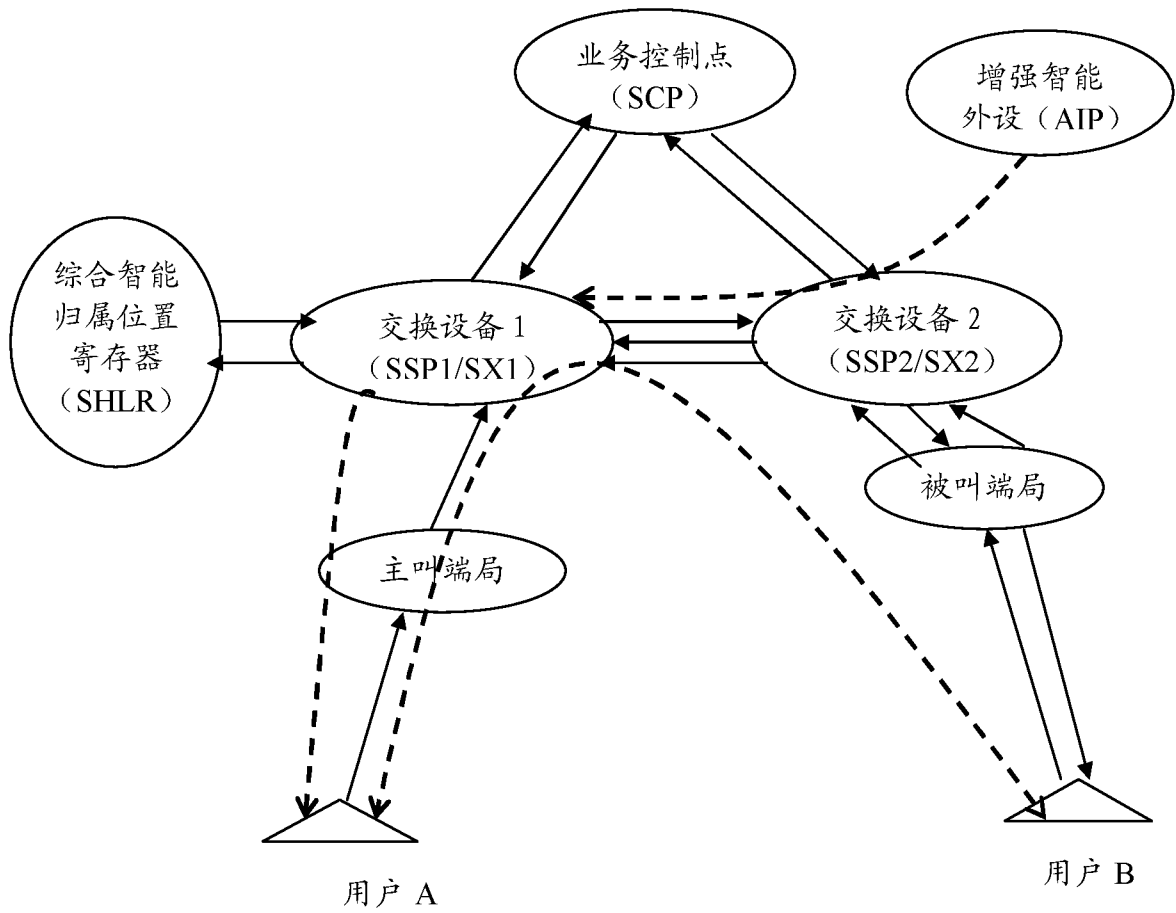 业务控制点
（SCP）
增强智能
外设（AIP）
综合智能
归属位置
寄存器
（SHLR）
交换设备 1
（SSP1/SX1）
交换设备 2
（SSP2/SX2）
被叫端局
主叫端局
用户 A
用户 B